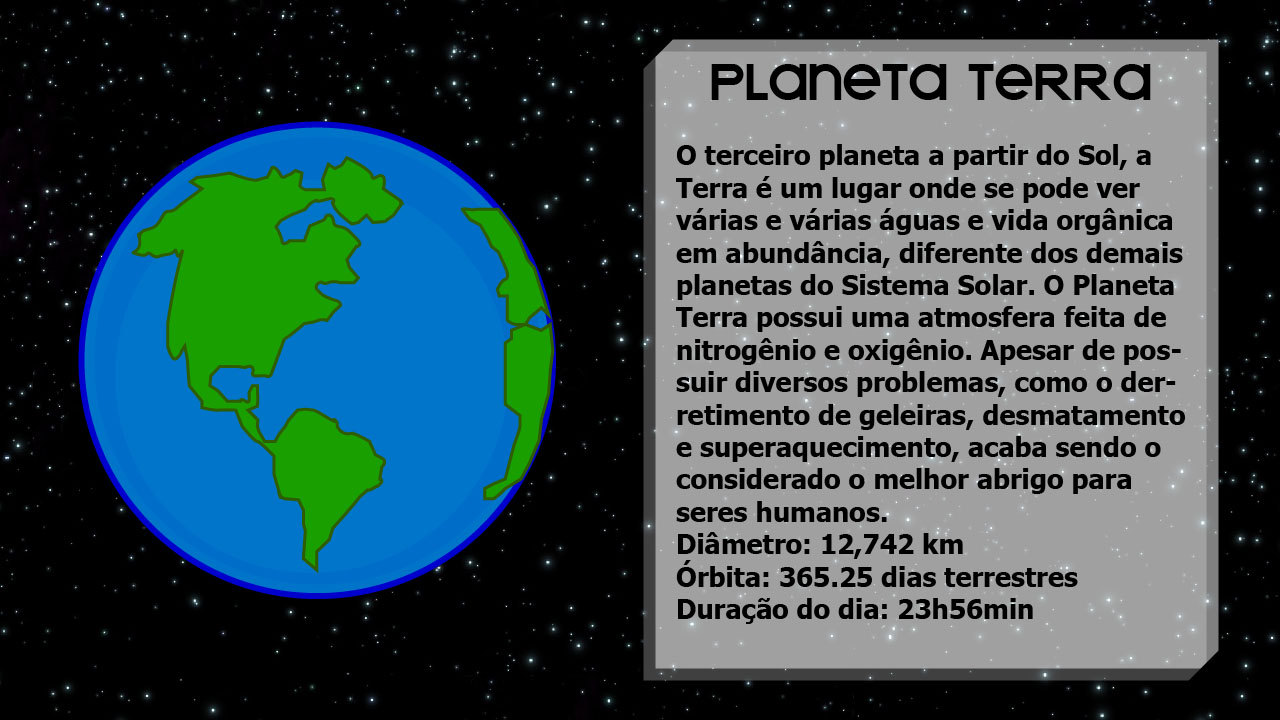 PLaneTa TeRRa
O terceiro planeta a partir do Sol, a
Terra é um lugar onde se pode ver
várias e várias águas e vida orgânica
em abundância, diferente dos demais
planetas do Sistema Solar. O Planeta
Terra possui uma atmosfera feita de
nitrogênio e oxigênio. Apesar de pos-
suir diversos problemas, como o der-
retimento de geleiras, desmatamento
e superaquecimento, acaba sendo o
considerado o melhor abrigo para
seres humanos.
Diâmetro: 12,742 km
Órbita: 365.25 dias terrestres
Duração do dia: 23h56min